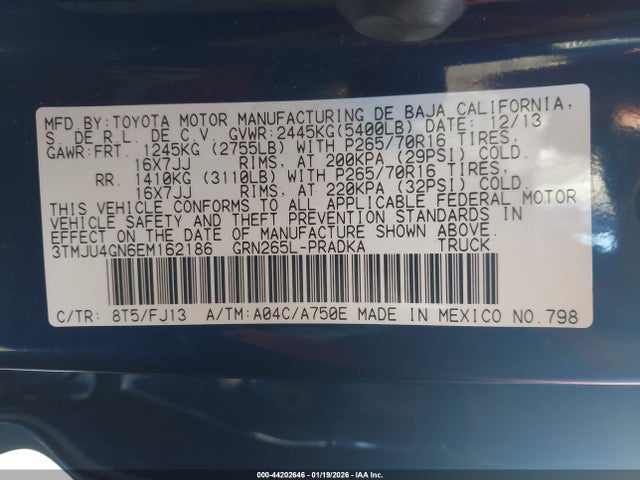 MFD. BY: TOYOTA MOTOR MANUFACTURING DE BAJA CALIFORNIA,
S. DE R.L. DE C.V. GVWR: 2445KG(5400LB) DATE: 12/13
GAWR: FRT. 1245KG (2755LB) WITH P265/70R16 TIRES,
16X7JJ RIMS, AT 200KPA (29PSI) COLD.
RR. 1410KG (3110LB) WITH P265/70R16 TIRES,
16X7JJ RIMS, AT 220KPA (32PSI) COLD.
THIS VEHICLE CONFORMS TO ALL APPLICABLE FEDERAL MOTOR
VEHICLE SAFETY AND THEFT PREVENTION STANDARDS IN
EFFECT ON THE DATE OF MANUFACTURE SHOWN ABOVE.
3TMJU4GN6EM162186 GRN265L-PRADKA TRUCK
C/TR: 8T5/FJ13 A/TM: A04C/A750E MADE IN MEXICO NO. 798
000-44202646 - 01/19/2026 - IAA Inc.